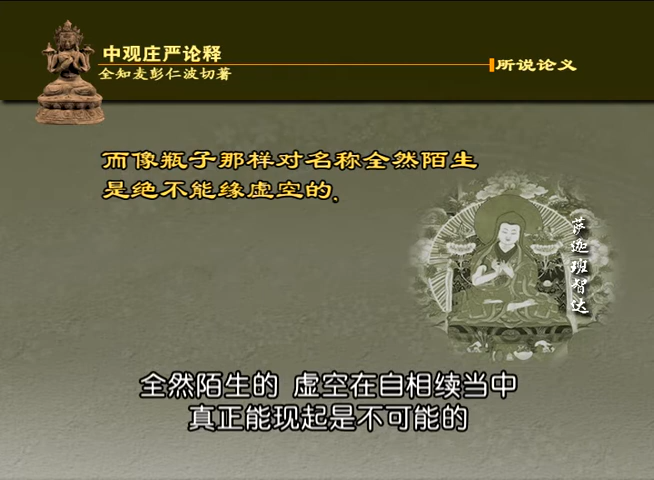 中观庄严论释
全知麦彭仁波切著
所说论义
而像瓶子那样对名称全然陌生
是绝不能缘虚空的。
萨迦班智达
全然陌生的 虚空在自相续当中
真正能现起是不可能的